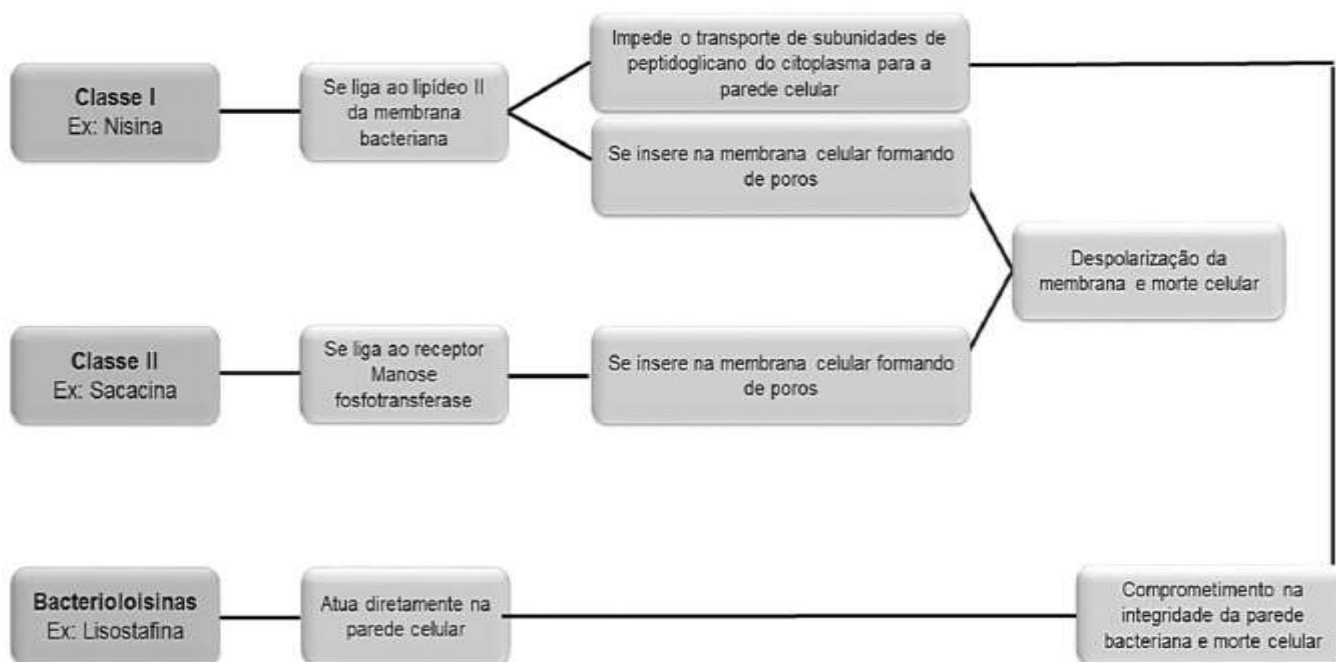 Classe I
Ex: Nisina
Se liga ao lipídeo II
da membrana
bacteriana
Impede o transporte de subunidades de
peptidoglicano do citoplasma para a
parede celular
Se insere na membrana celular formando
de poros
Despolarização da
membrana e morte celular
Classe II
Ex: Sacacina
Se liga ao receptor
Manose
fosfotransferase
Se insere na membrana celular formando
de poros
Bacterioloisinas
Ex: Lisostafina
Atua diretamente na
parede celular
Comprometimento na
integridade da parede
bacteriana e morte celular